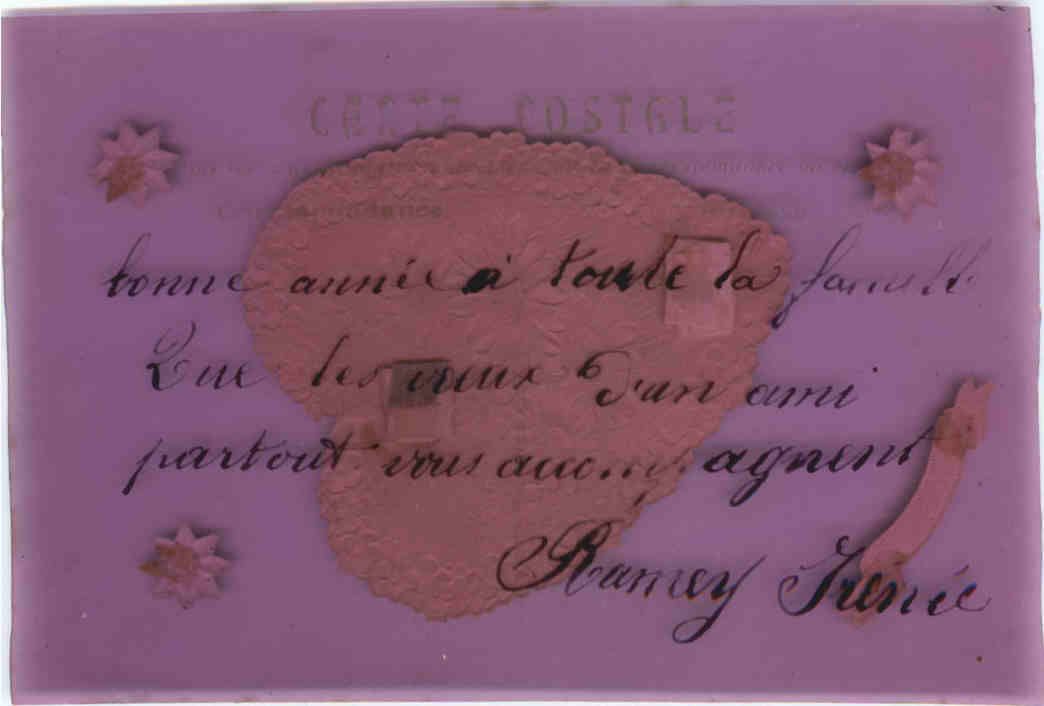 CARTE POSTALE
Correspondance
bonne année à toute la famille
Que les vœux d'un ami
partout vous accompagnent
Ramey Irénée